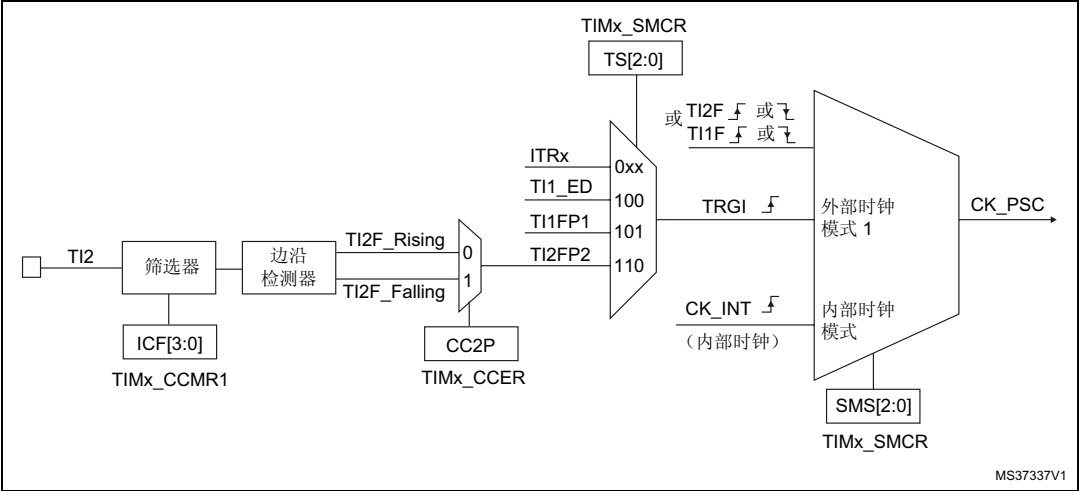 TIMx_SMCR
TS[2:0]
或 TI2F 或
TI1F 或
ITRx
0xx
TI1_ED
100
TI1FP1
101
TI2FP2
110
TRGI
外部时钟
模式 1
CK_PSC
TI2
筛选器
边沿
检测器
TI2F_Rising
0
TI2F_Falling
1
CK_INT
(内部时钟)
内部时钟
模式
ICF[3:0]
TIMx_CCMR1
CC2P
TIMx_CCER
SMS[2:0]
TIMx_SMCR
MS37337V1